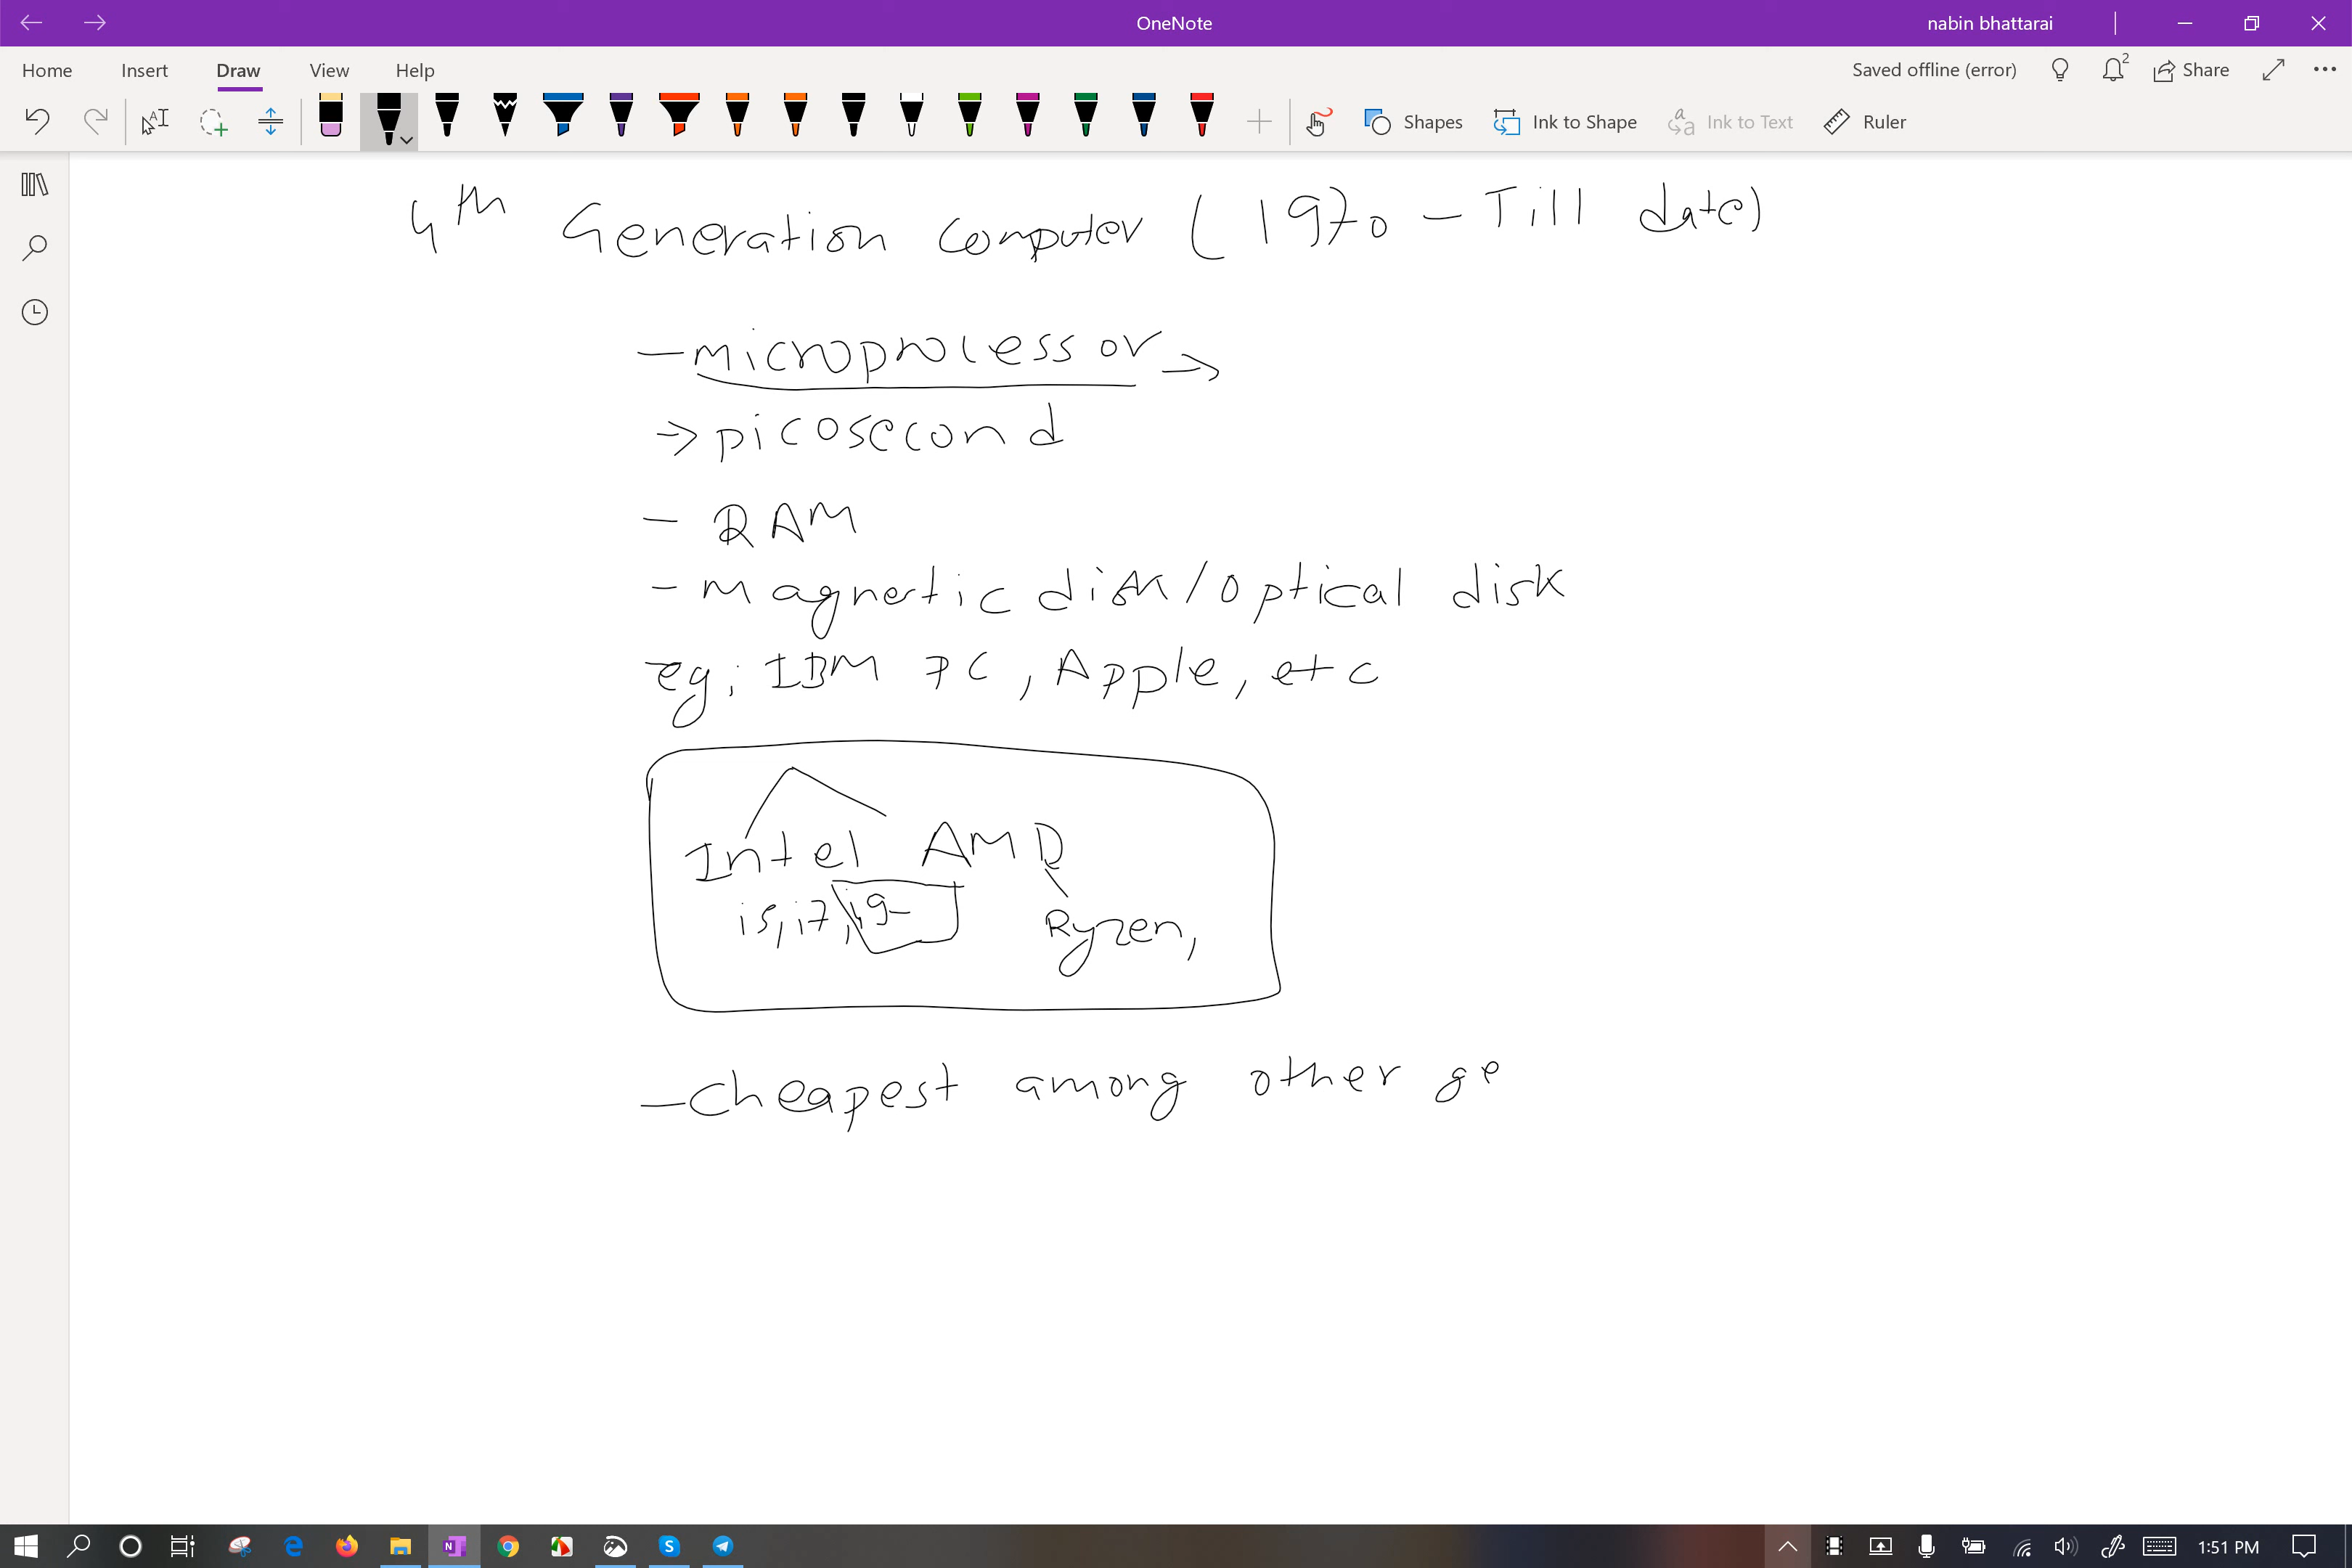 OneNote
nabin bhattarai
Home Insert Draw View Help
Saved offline (error) 2 Share
Shapes Ink to Shape Ink to Text Ruler
4th Generation computer (1970 - Till date)
- microprocessor →
→ picosecond
- RAM
- Magnetic disk/optical disk
eg: IBM PC, Apple, etc
Intel AMD
i5, i7, i9 Ryzen,
- cheapest among other ge
1:51 PM